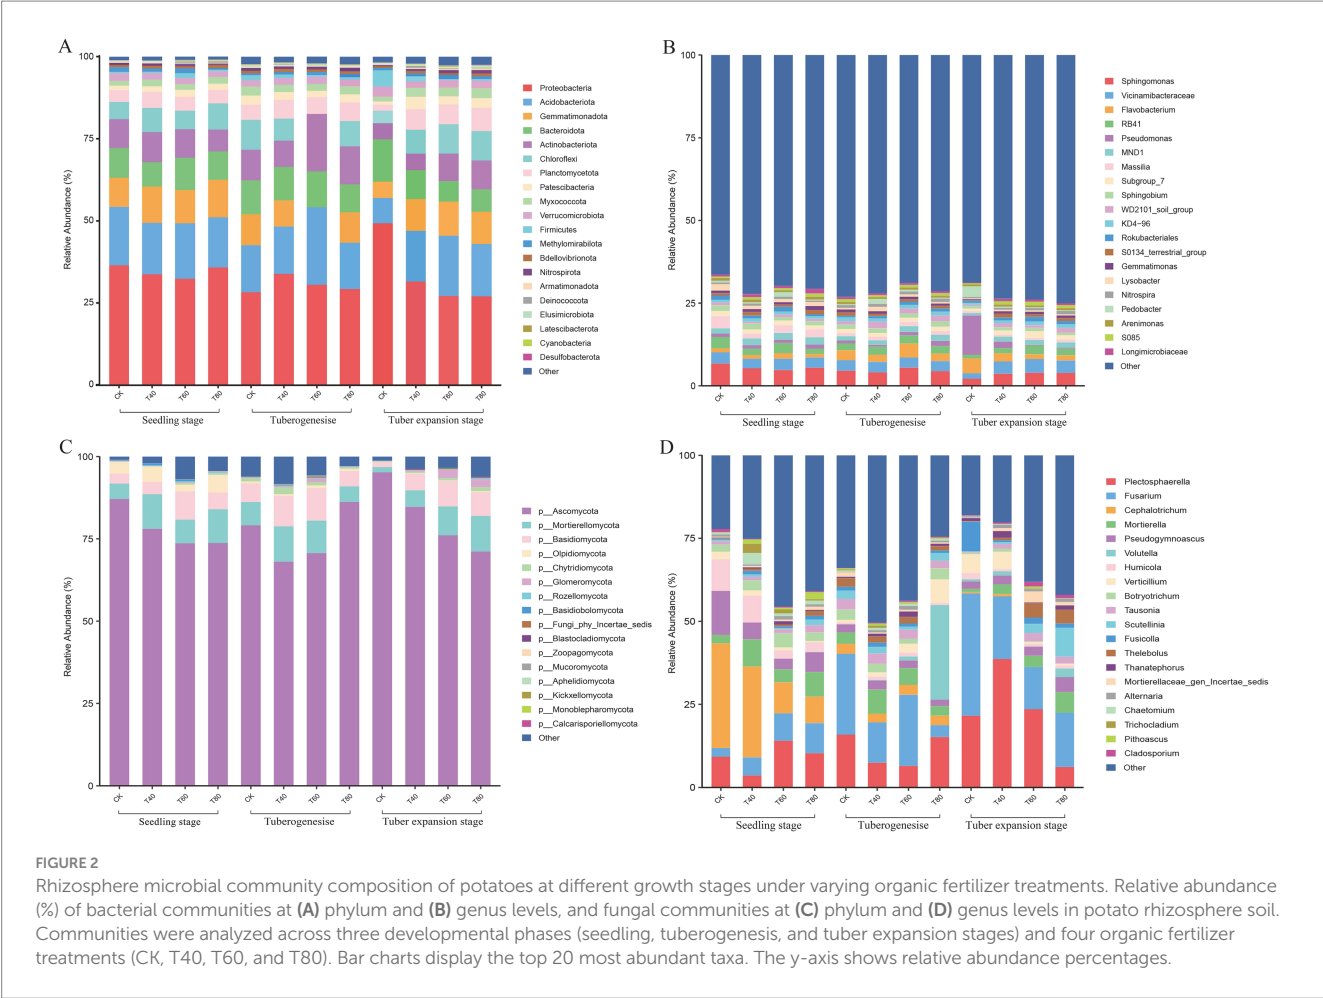 A
Relative Abundance (%)
100
75
50
25
0
CK T40 T60 T80 CK T40 T60 T80 CK T40 T60 T80
Seedling stage Tuberogenesise Tuber expansion stage
Proteobacteria
Acidobacteriota
Gemmatimonadota
Bacteroidota
Actinobacteriota
Chloroflexi
Planctomycetota
Patescibacteria
Myxococcota
Verrucomicrobiota
Firmicutes
Methylomirabilota
Bdellovibrionota
Nitrospirota
Armatimonadota
Deinococcota
Elusimicrobiota
Latescibacterota
Cyanobacteria
Desulfobacterota
Other
B
Relative Abundance (%)
100
75
50
25
0
CK T40 T60 T80 CK T40 T60 T80 CK T40 T60 T80
Seedling stage Tuberogenesise Tuber expansion stage
Sphingomonas
Vicinamibacteraceae
Flavobacterium
RB41
Pseudomonas
MND1
Massilia
Subgroup_7
Sphingobium
WD2101_soil_group
KD4−96
Rokubacteriales
S0134_terrestrial_group
Gemmatimonas
Lysobacter
Nitrospira
Pedobacter
Arenimonas
S085
Longimicrobiaceae
Other
C
Relative Abundance (%)
100
75
50
25
0
CK T40 T60 T80 CK T40 T60 T80 CK T40 T60 T80
Seedling stage Tuberogenesise Tuber expansion stage
p__Ascomycota
p__Mortierellomycota
p__Basidiomycota
p__Olpidiomycota
p__Chytridiomycota
p__Glomeromycota
p__Rozellomycota
p__Basidiobolomycota
p__Fungi_phy_Incertae_sedis
p__Blastocladiomycota
p__Zoopagomycota
p__Mucoromycota
p__Aphelidiomycota
p__Kickxellomycota
p__Monoblepharomycota
p__Calcarisporiellomycota
Other
D
Relative Abundance (%)
100
75
50
25
0
CK T40 T60 T80 CK T40 T60 T80 CK T40 T60 T80
Seedling stage Tuberogenesise Tuber expansion stage
Plectosphaerella
Fusarium
Cephalotrichum
Mortierella
Pseudogymnoascus
Volutella
Humicola
Verticillium
Botryotrichum
Tausonia
Scutellinia
Fusicolla
Thelebolus
Thanatephorus
Mortierellaceae_gen_Incertae_sedis
Alternaria
Chaetomium
Trichocladium
Pithoascus
Cladosporium
Other
FIGURE 2
Rhizosphere microbial community composition of potatoes at different growth stages under varying organic fertilizer treatments. Relative abundance
(%) of bacterial communities at (A) phylum and (B) genus levels, and fungal communities at (C) phylum and (D) genus levels in potato rhizosphere soil.
Communities were analyzed across three developmental phases (seedling, tuberogenesis, and tuber expansion stages) and four organic fertilizer
treatments (CK, T40, T60, and T80). Bar charts display the top 20 most abundant taxa. The y-axis shows relative abundance percentages.